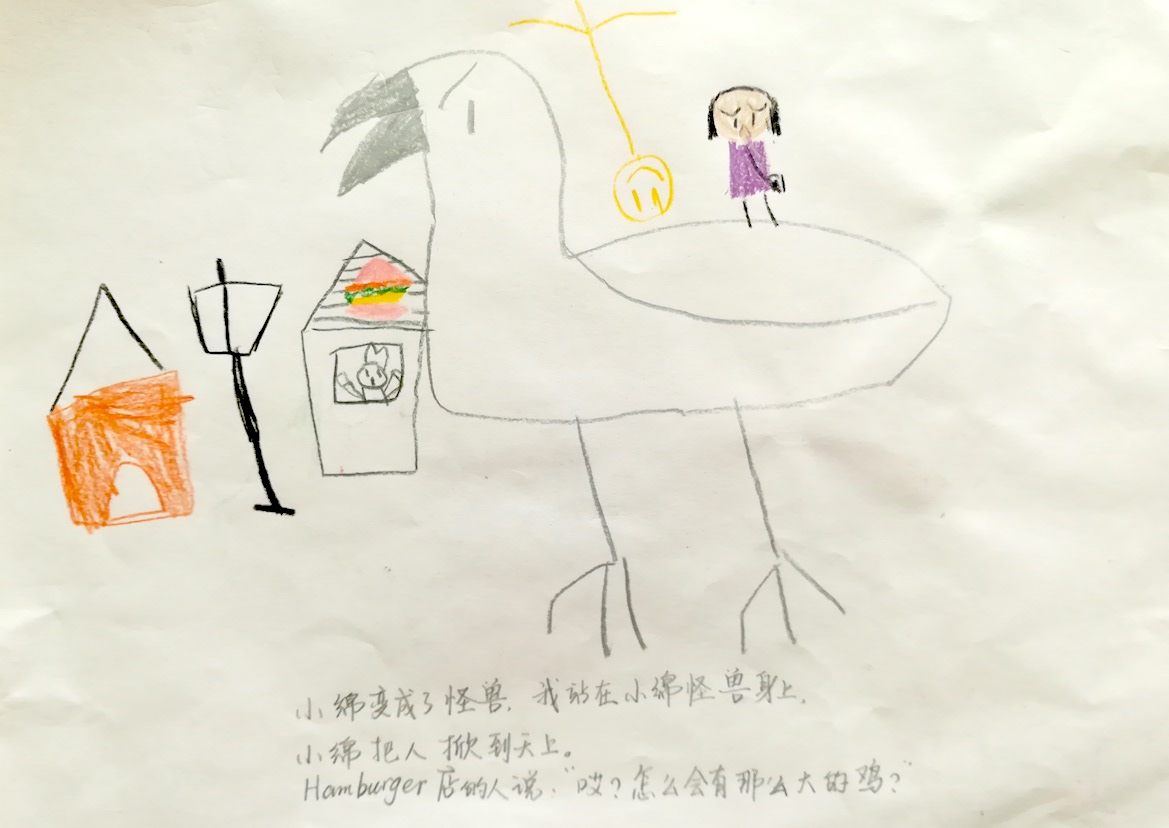 小绵变成了怪兽。我站在小绵怪兽身上。
小绵把人掀到天上。
Hamburger店的人说：“哎？怎么会有那么大的鸡？”